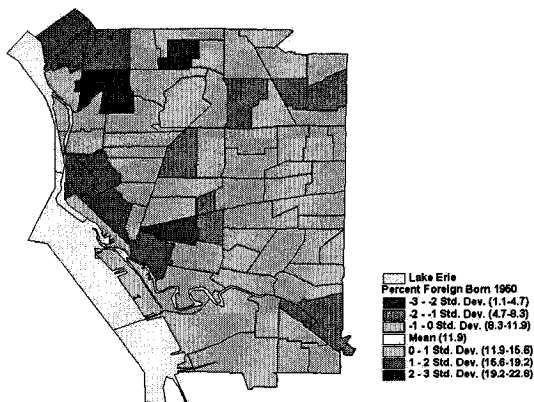 Lake Erie
Percent Foreign Born 1950
-3 - -2 Std. Dev. (1.1-4.7)
-2 - -1 Std. Dev. (4.7-8.3)
-1 - 0 Std. Dev. (8.3-11.9)
Mean (11.9)
0 - 1 Std. Dev. (11.9-15.6)
1 - 2 Std. Dev. (15.6-19.2)
2 - 3 Std. Dev. (19.2-22.8)